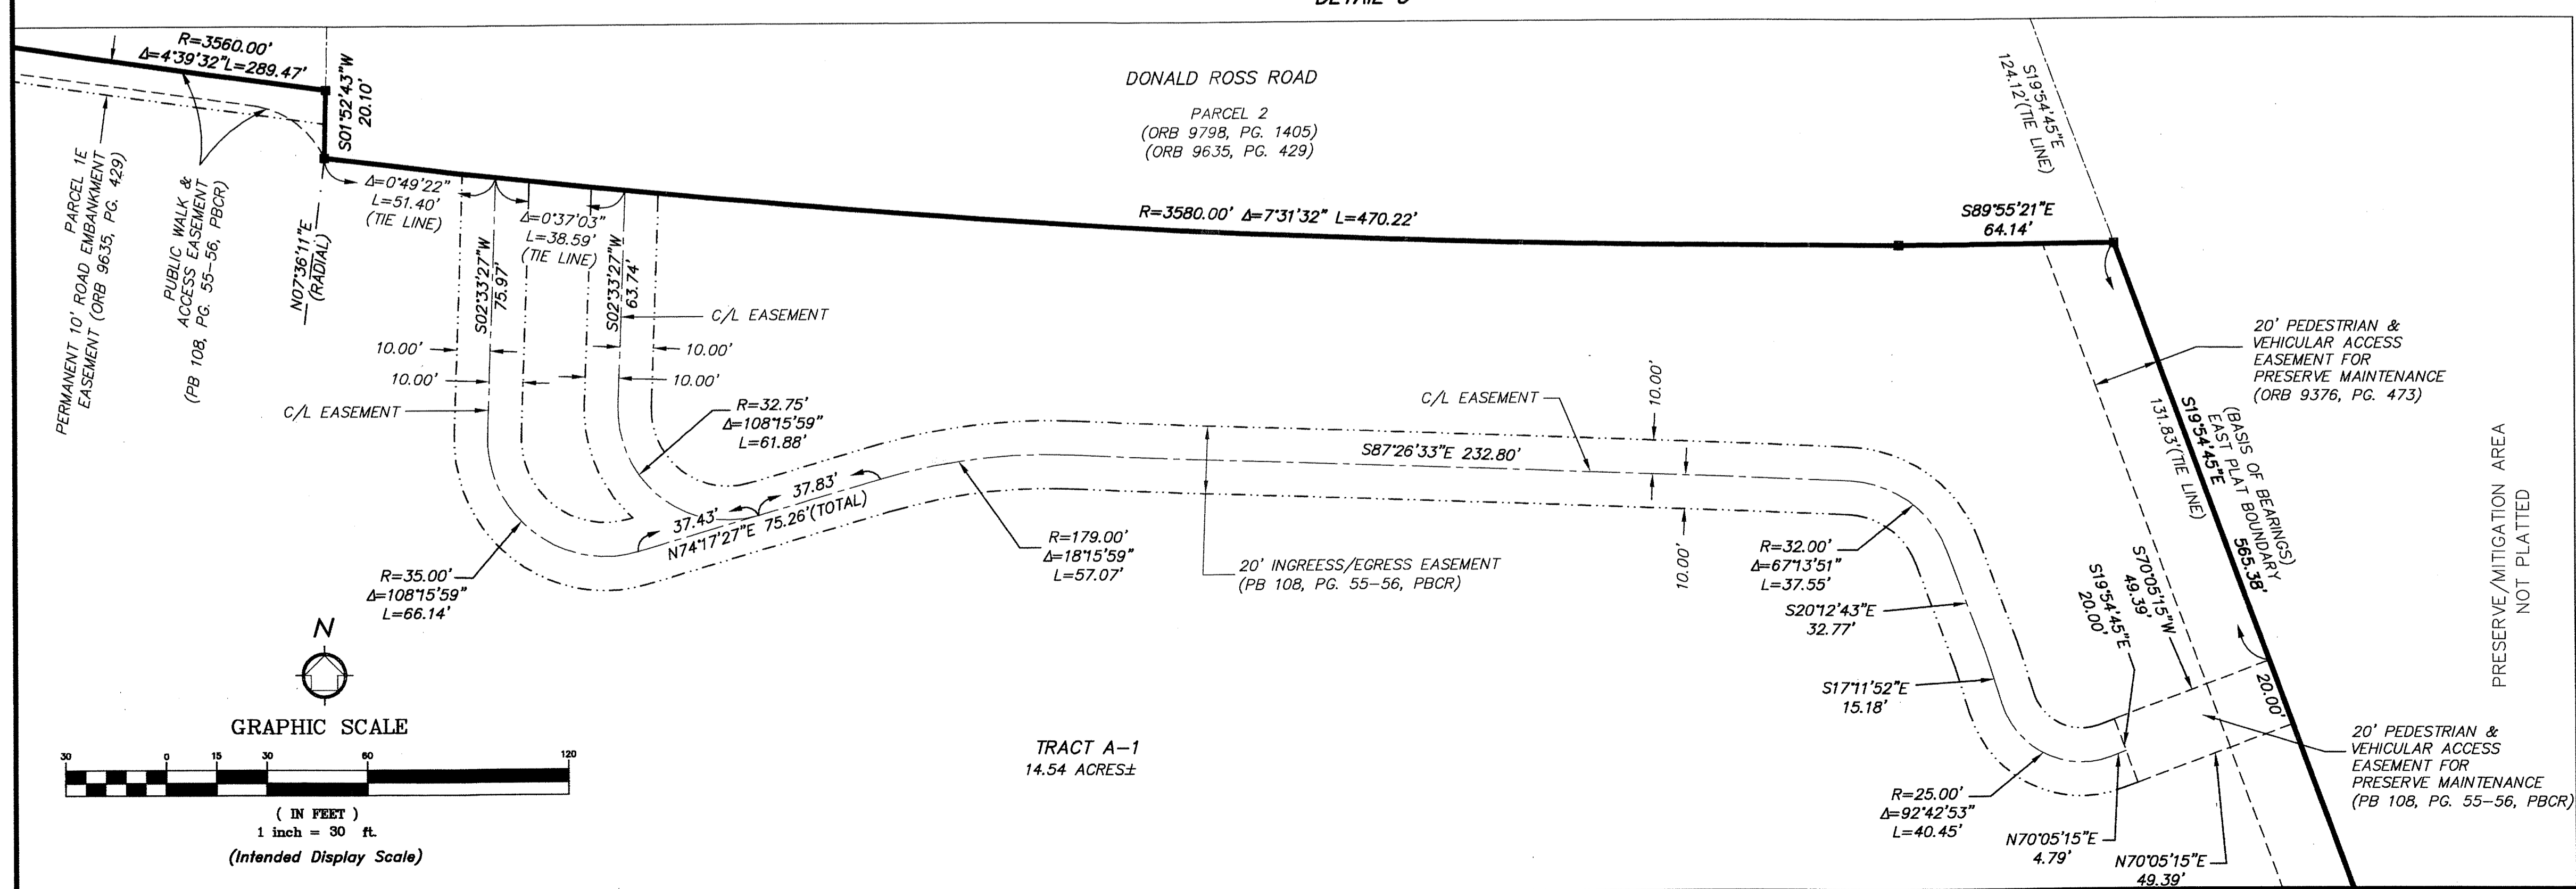 R=3560.00'
Δ=4°39'32"L=289.47'
S01°52'43"W
20.10'
DONALD ROSS ROAD
PARCEL 2
(ORB 9798, PG. 1405)
(ORB 9635, PG. 429)
S19°54'45"E
124.12'(TIE LINE)
PARCEL 1E
PERMANENT 10' ROAD EMBANKMENT
EASEMENT (ORB 9635, PG. 429)
PUBLIC WALK &
ACCESS EASEMENT
(PB 108, PG. 55-56, PBCR)
N07°36'11"E
(RADIAL)
Δ=0°49'22"
L=51.40'
(TIE LINE)
Δ=0°37'03"
L=38.59'
(TIE LINE)
R=3580.00' Δ=7°31'32" L=470.22'
S89°55'21"E
64.14'
S02°33'27"W
75.97'
S02°33'27"W
63.74'
C/L EASEMENT
10.00'
10.00'
10.00'
10.00'
C/L EASEMENT
R=32.75'
Δ=108°15'59"
L=61.88'
C/L EASEMENT
10.00'
S87°26'33"E 232.80'
20' PEDESTRIAN &
VEHICULAR ACCESS
EASEMENT FOR
PRESERVE MAINTENANCE
(ORB 9376, PG. 473)
(BASIS OF BEARINGS)
EAST PLAT BOUNDARY
S19°54'45"E
565.38'
131.83'(TIE LINE)
PRESERVE/MITIGATION AREA
NOT PLATTED
37.43'
37.83'
N74°17'27"E 75.26'(TOTAL)
R=35.00'
Δ=108°15'59"
L=66.14'
R=179.00'
Δ=18°15'59"
L=57.07'
20' INGREESS/EGRESS EASEMENT
(PB 108, PG. 55-56, PBCR)
10.00'
R=32.00'
Δ=67°13'51"
L=37.55'
S20°12'43"E
32.77'
S17°11'52"E
15.18'
S70°05'15"W
49.39'
S19°54'45"E
20.00'
20.00'
20' PEDESTRIAN &
VEHICULAR ACCESS
EASEMENT FOR
PRESERVE MAINTENANCE
(PB 108, PG. 55-56, PBCR)
R=25.00'
Δ=92°42'53"
L=40.45'
N70°05'15"E
4.79'
N70°05'15"E
49.39'
TRACT A-1
14.54 ACRES±
N
GRAPHIC SCALE
30 0 15 30 60 120
( IN FEET )
1 inch = 30 ft.
(Intended Display Scale)